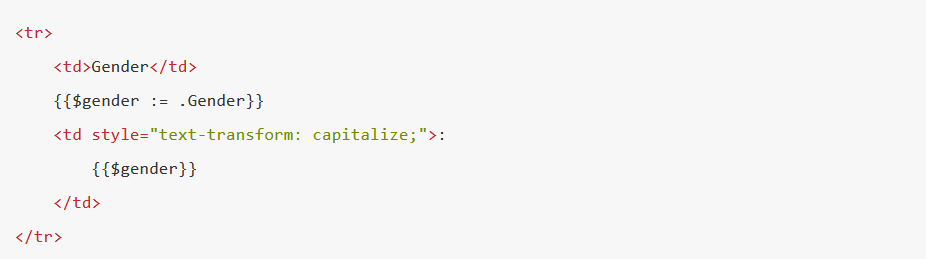 <tr>
    <td>Gender</td>
    {{$gender := .Gender}}
    <td style="text-transform: capitalize;">:
        {{$gender}}
    </td>
</tr>